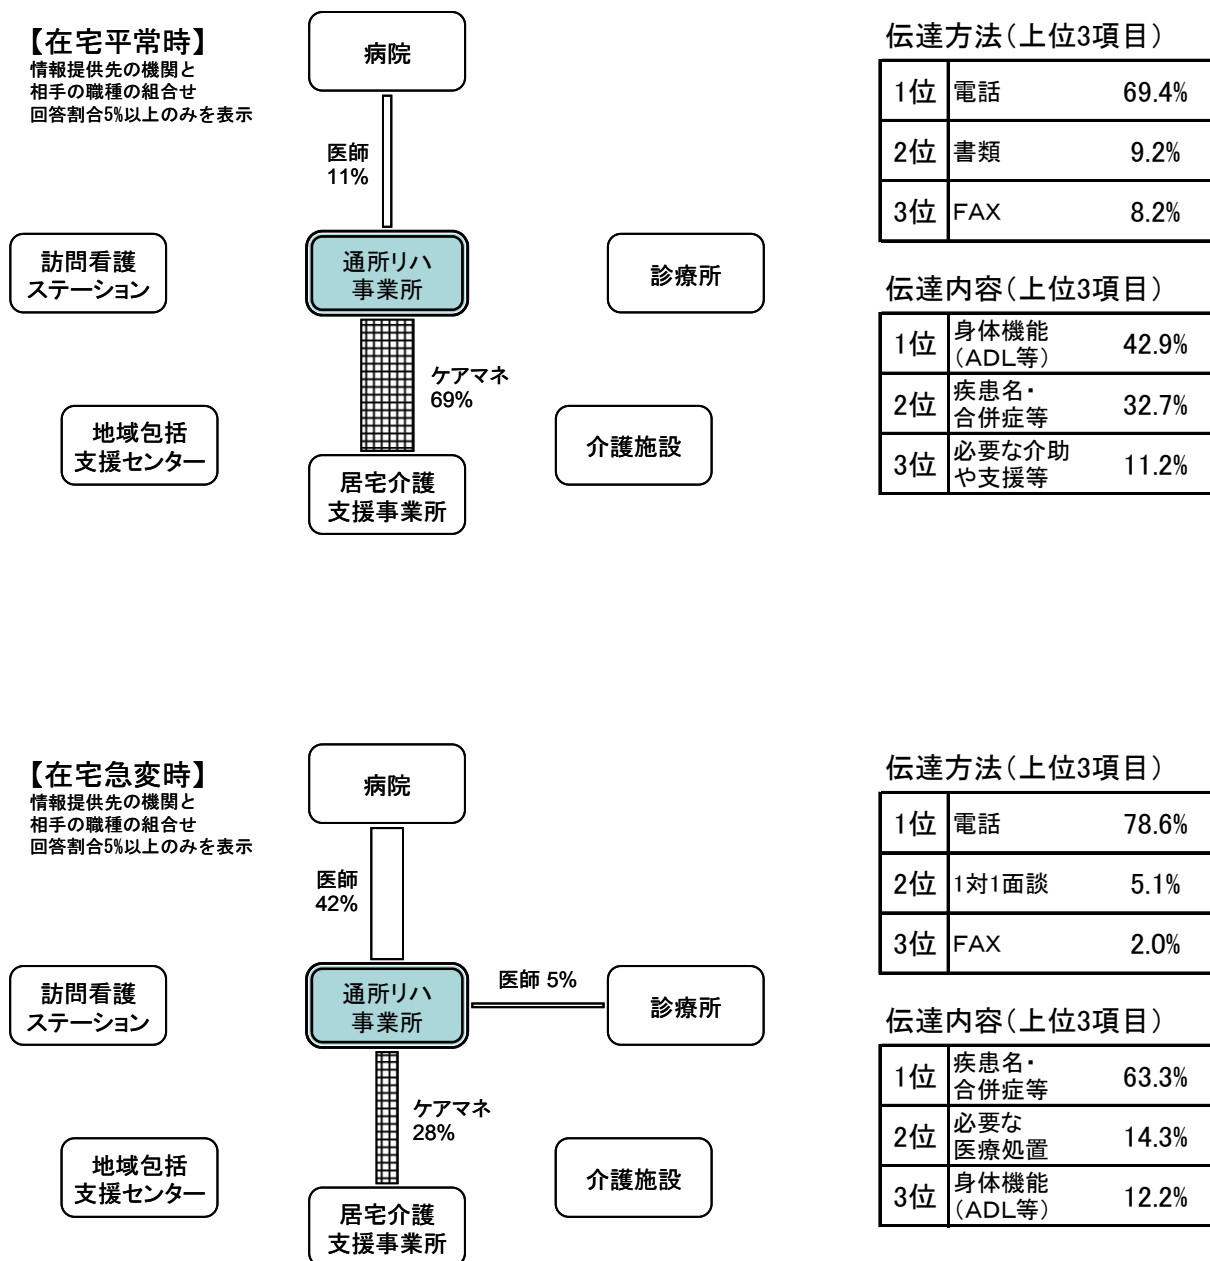 【在宅平常時】
情報提供先の機関と
相手の職種の組合せ
回答割合5%以上のみを表示
病院
医師
11%
訪問看護
ステーション
通所リハ
事業所
診療所
ケアマネ
69%
地域包括
支援センター
居宅介護
支援事業所
介護施設
伝達方法(上位3項目)
1位 電話 69.4%
2位 書類 9.2%
3位 FAX 8.2%
伝達内容(上位3項目)
1位 身体機能
(ADL等) 42.9%
2位 疾患名・
合併症等 32.7%
3位 必要な介助
や支援等 11.2%
【在宅急変時】
情報提供先の機関と
相手の職種の組合せ
回答割合5%以上のみを表示
病院
医師
42%
訪問看護
ステーション
通所リハ
事業所
医師 5%
診療所
ケアマネ
28%
地域包括
支援センター
居宅介護
支援事業所
介護施設
伝達方法(上位3項目)
1位 電話 78.6%
2位 1対1面談 5.1%
3位 FAX 2.0%
伝達内容(上位3項目)
1位 疾患名・
合併症等 63.3%
2位 必要な
医療処置 14.3%
3位 身体機能
(ADL等) 12.2%